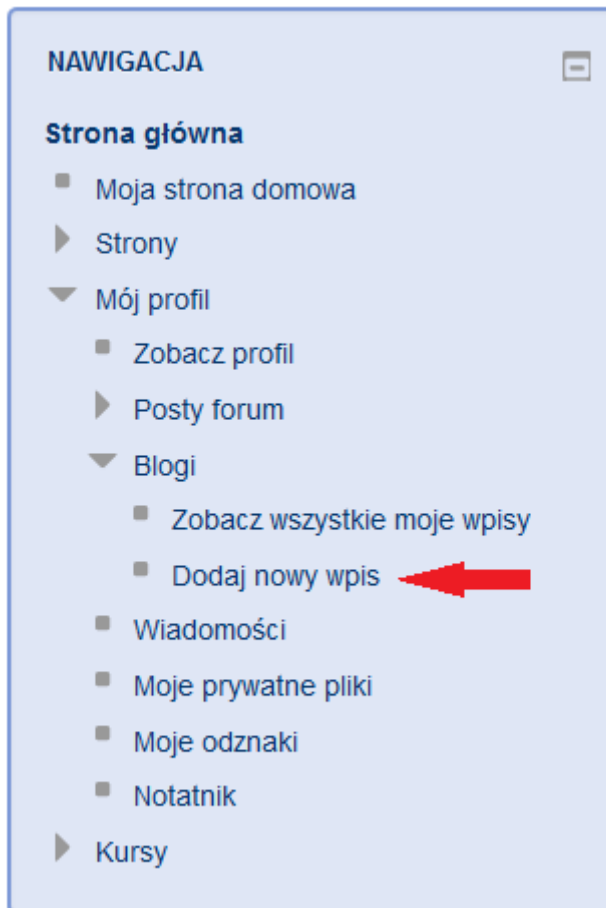 NAWIGACJA
Strona główna
Moja strona domowa
Strony
Mój profil
Zobacz profil
Posty forum
Blogi
Zobacz wszystkie moje wpisy
Dodaj nowy wpis
Wiadomości
Moje prywatne pliki
Moje odznaki
Notatnik
Kursy